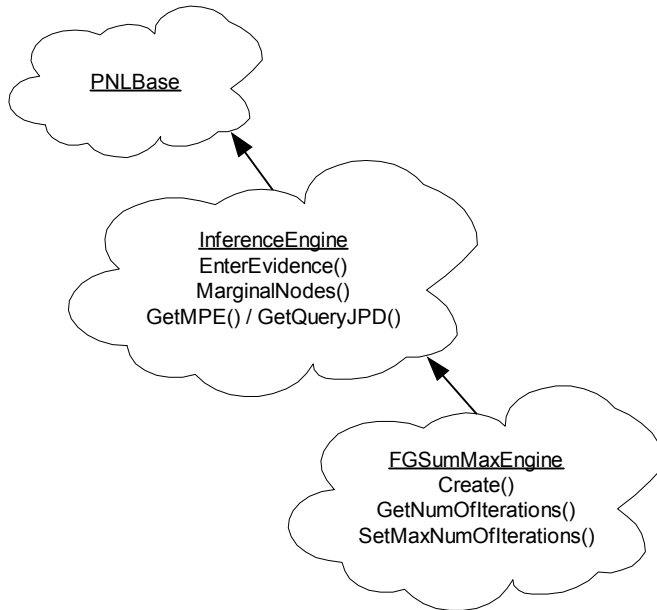 PNLBase
InferenceEngine
EnterEvidence()
MarginalNodes()
GetMPE() / GetQueryJPD()
FGSumMaxEngine
Create()
GetNumOfIterations()
SetMaxNumOfIterations()